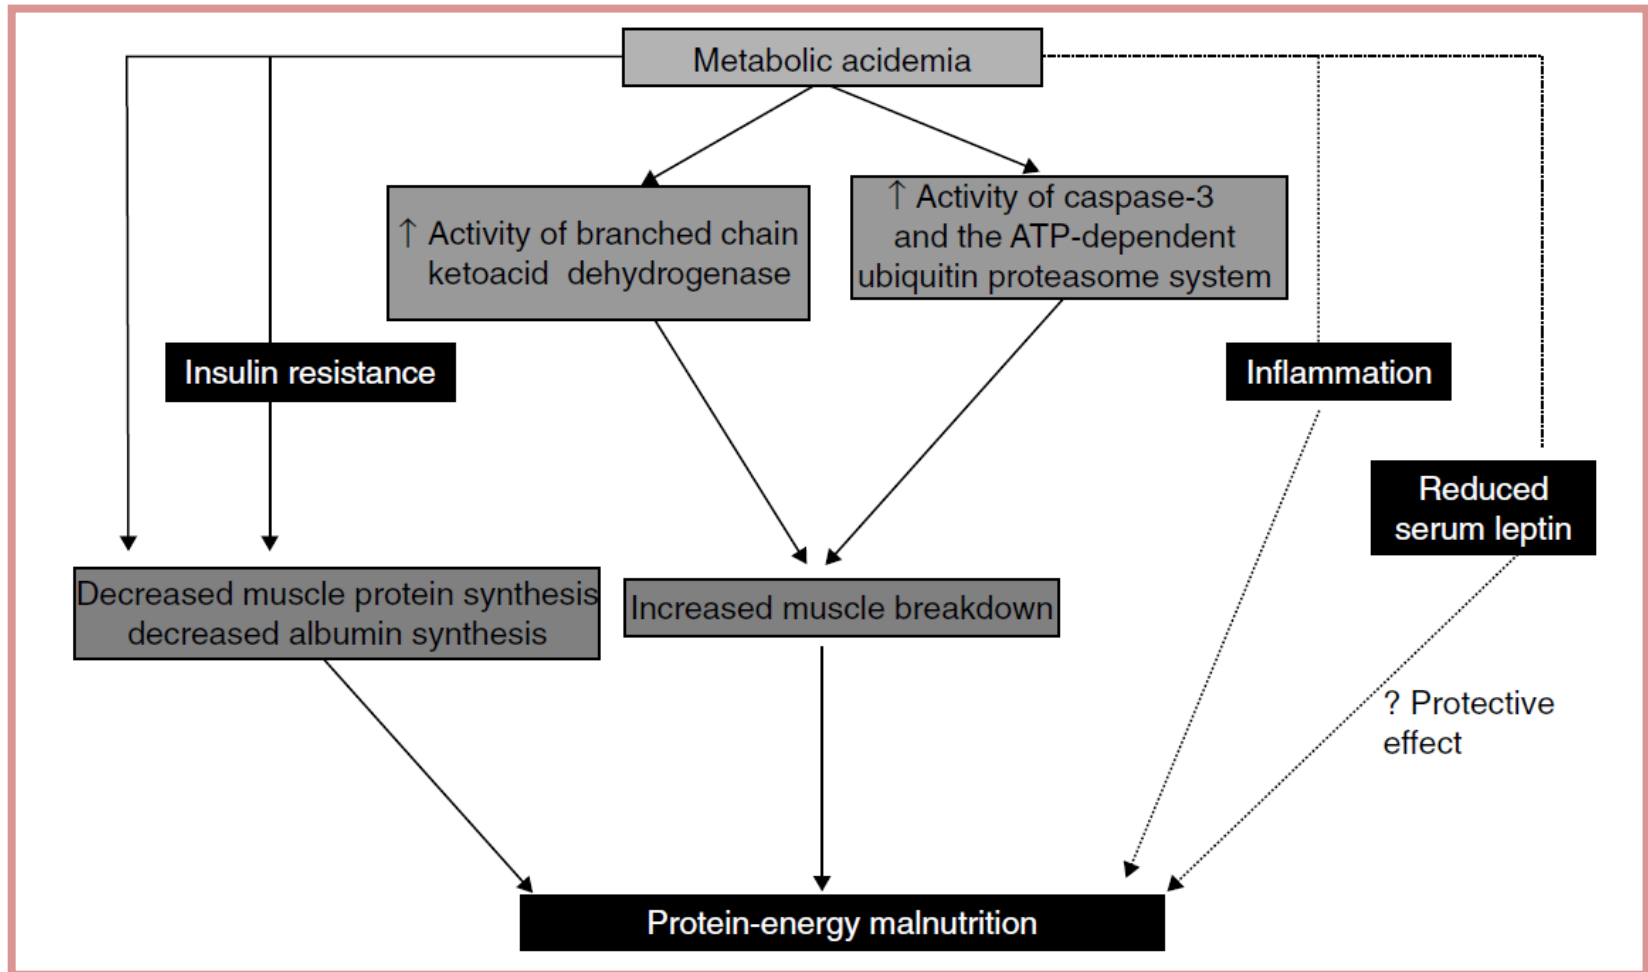 Metabolic acidemia
↑ Activity of branched chain
ketoacid dehydrogenase
↑ Activity of caspase-3
and the ATP-dependent
ubiquitin proteasome system
Insulin resistance
Inflammation
Reduced
serum leptin
Decreased muscle protein synthesis
decreased albumin synthesis
Increased muscle breakdown
? Protective
effect
Protein-energy malnutrition